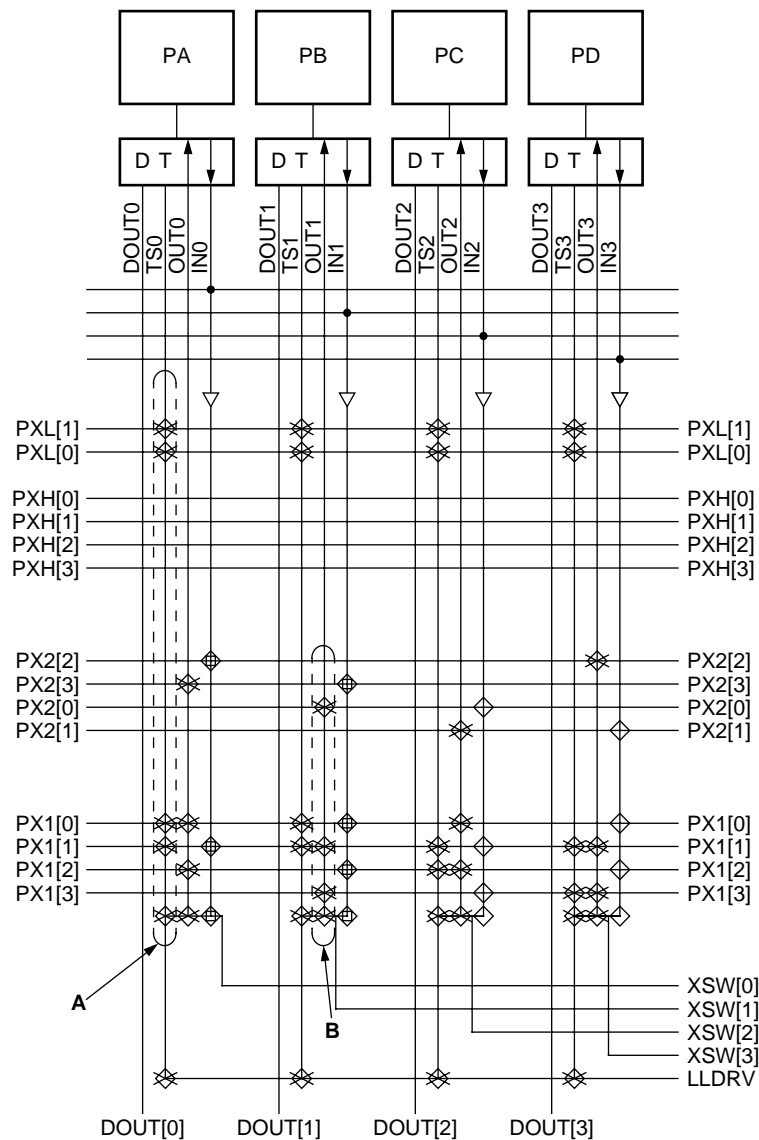 PA PB PC PD
D T D T D T D T
DOUT0 TS0 OUT0 IN0 DOUT1 TS1 OUT1 IN1 DOUT2 TS2 OUT2 IN2 DOUT3 TS3 OUT3 IN3
PXL[1] PXL[1]
PXL[0] PXL[0]
PXH[0] PXH[0]
PXH[1] PXH[1]
PXH[2] PXH[2]
PXH[3] PXH[3]
PX2[2] PX2[2]
PX2[3] PX2[3]
PX2[0] PX2[0]
PX2[1] PX2[1]
PX1[0] PX1[0]
PX1[1] PX1[1]
PX1[2] PX1[2]
PX1[3] PX1[3]
XSW[0]
A
XSW[1]
B
XSW[2]
XSW[3]
LLDRV
DOUT[0] DOUT[1] DOUT[2] DOUT[3]